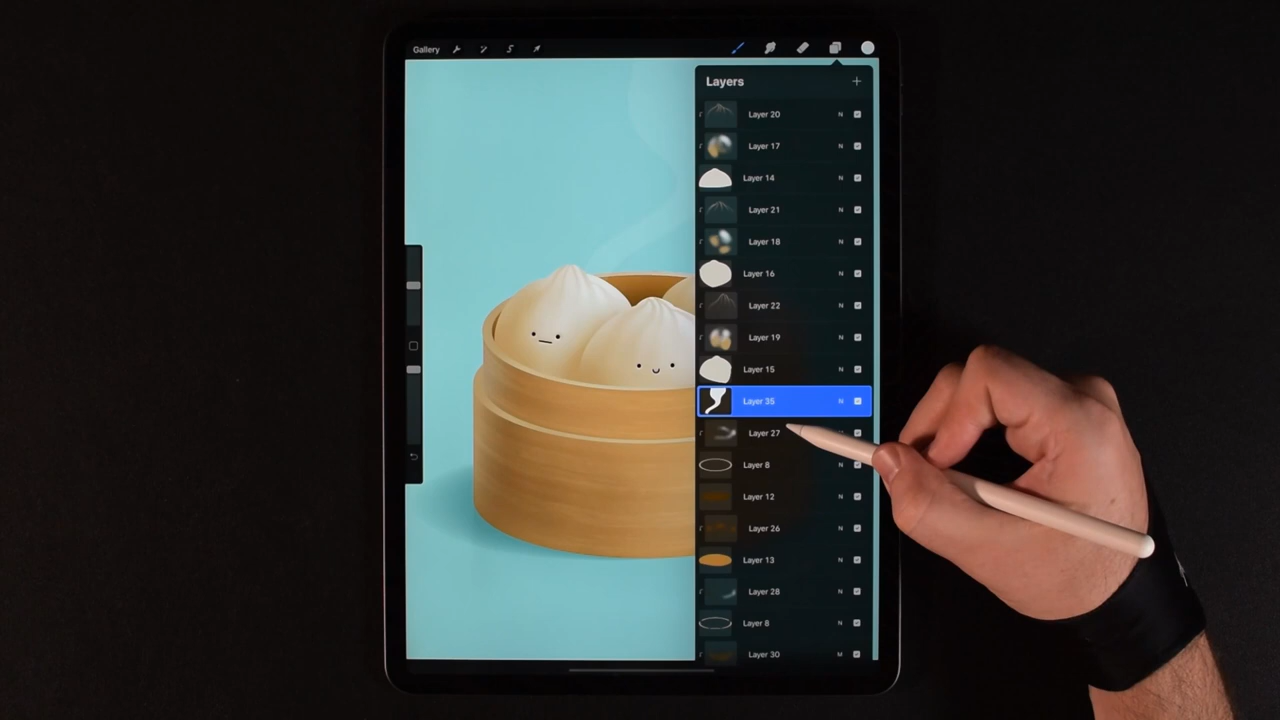 Gallery
Layers
Layer 20 N
Layer 17 N
Layer 14 N
Layer 21 N
Layer 18 N
Layer 16 N
Layer 22 N
Layer 19 N
Layer 15 N
Layer 35 N
Layer 27
Layer 8 N
Layer 12 N
Layer 26 N
Layer 13 N
Layer 28 N
Layer 8 N
Layer 30 M